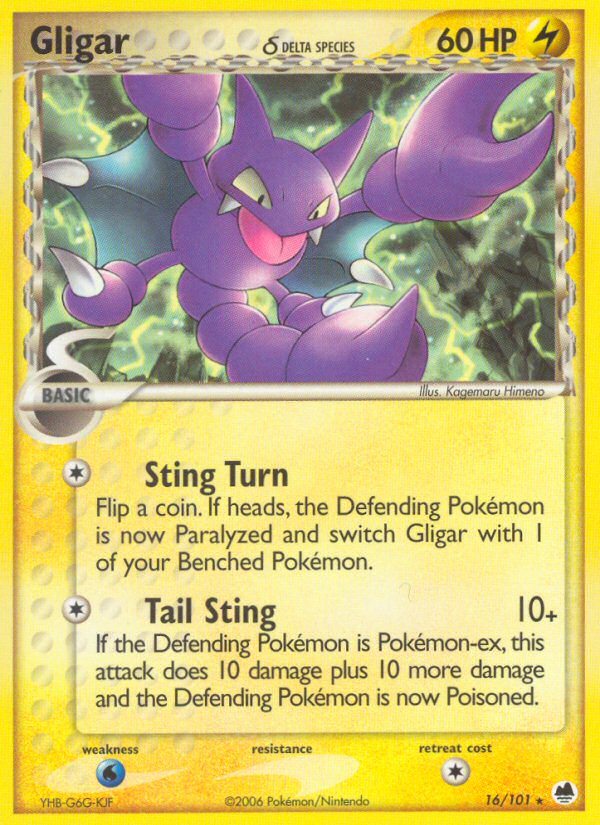 Gligar δ DELTA SPECIES 60 HP
Illus. Kagemaru Himeno
BASIC
Sting Turn
Flip a coin. If heads, the Defending Pokémon
is now Paralyzed and switch Gligar with 1
of your Benched Pokémon.
Tail Sting 10+
If the Defending Pokémon is Pokémon-ex, this
attack does 10 damage plus 10 more damage
and the Defending Pokémon is now Poisoned.
weakness resistance retreat cost
YHB-G6G-KJF ©2006 Pokémon/Nintendo 16/101 ★